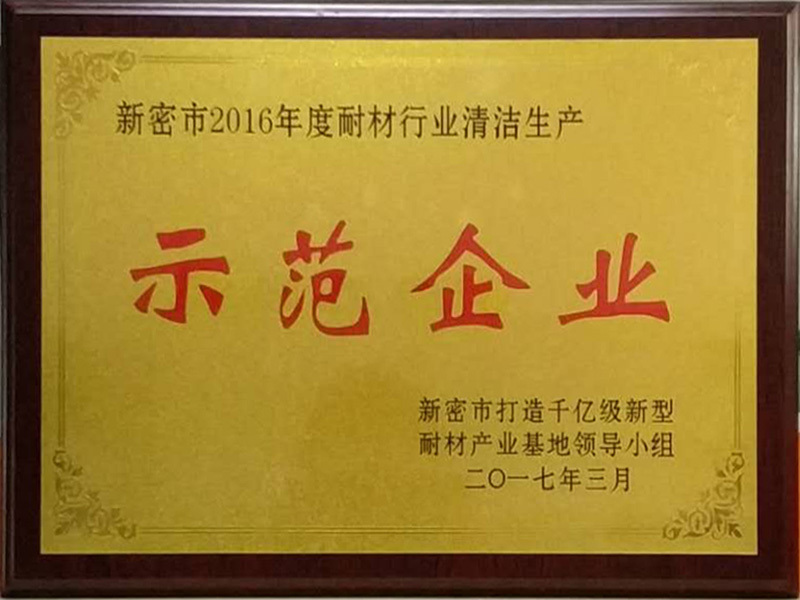 新密市2016年度耐材行业清洁生产
示范企业
新密市打造千亿级新型
耐材产业基地领导小组
二〇一七年三月